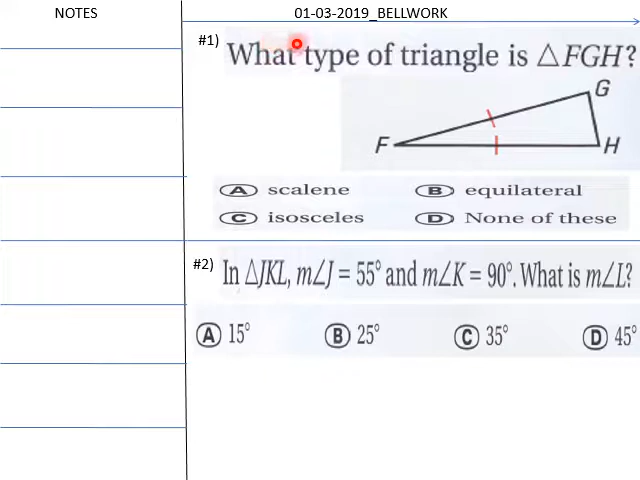 NOTES
01-03-2019_BELLWORK
#1)
What type of triangle is △FGH?
G
F
H
A scalene
B equilateral
C isosceles
D None of these
#2)
In △JKL, m∠J = 55° and m∠K = 90°. What is m∠L?
A 15°
B 25°
C 35°
D 45°